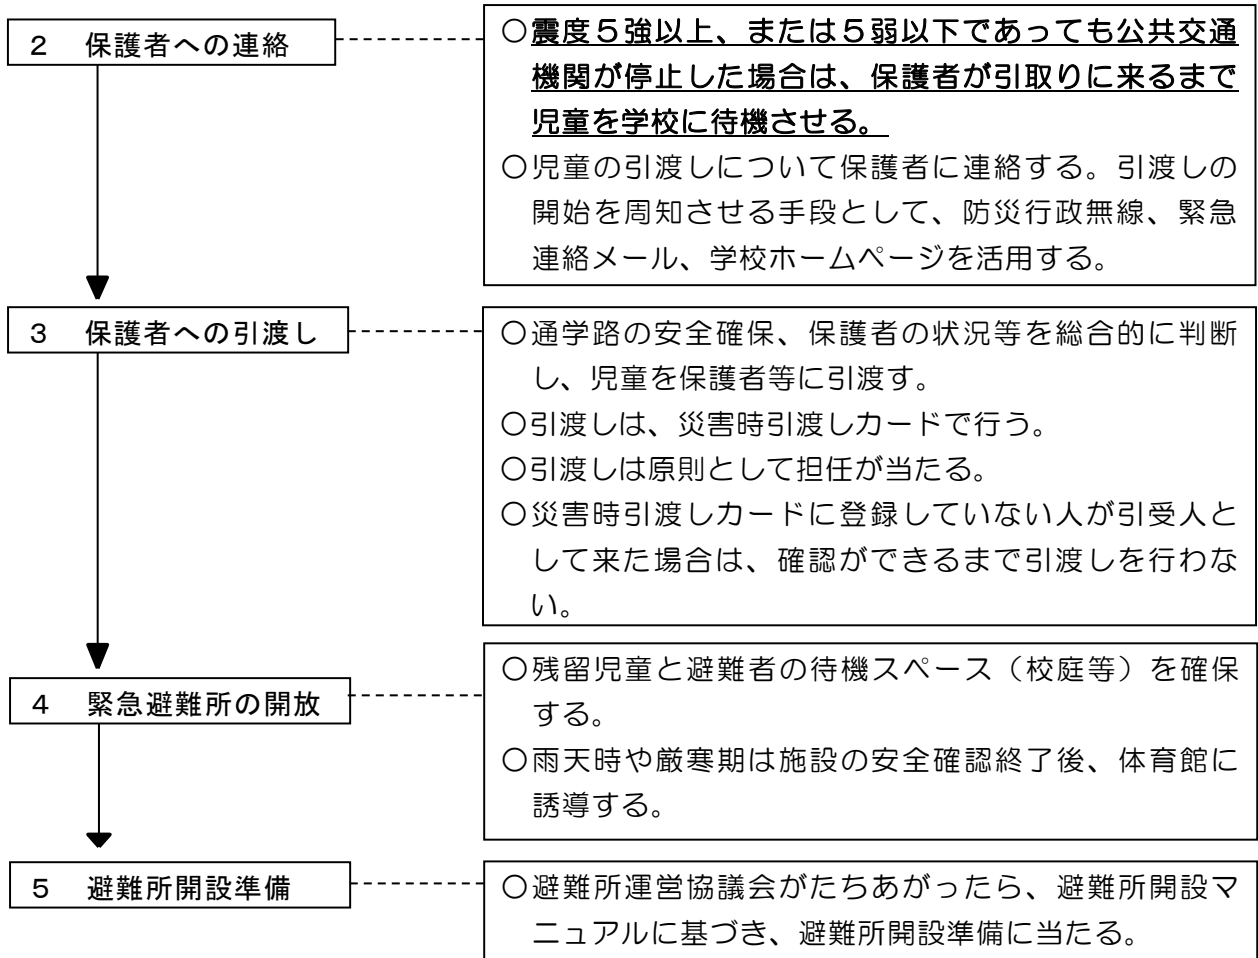 ２　保護者への連絡
○震度５強以上、または５弱以下であっても公共交通
機関が停止した場合は、保護者が引取りに来るまで
児童を学校に待機させる。
○児童の引渡しについて保護者に連絡する。引渡しの
開始を周知させる手段として、防災行政無線、緊急
連絡メール、学校ホームページを活用する。
３　保護者への引渡し
○通学路の安全確保、保護者の状況等を総合的に判断
し、児童を保護者等に引渡す。
○引渡しは、災害時引渡しカードで行う。
○引渡しは原則として担任が当たる。
○災害時引渡しカードに登録していない人が引受人と
して来た場合は、確認ができるまで引渡しを行わな
い。
４　緊急避難所の開放
○残留児童と避難者の待機スペース（校庭等）を確保
する。
○雨天時や厳寒期は施設の安全確認終了後、体育館に
誘導する。
５　避難所開設準備
○避難所運営協議会がたちあがったら、避難所開設マ
ニュアルに基づき、避難所開設準備に当たる。